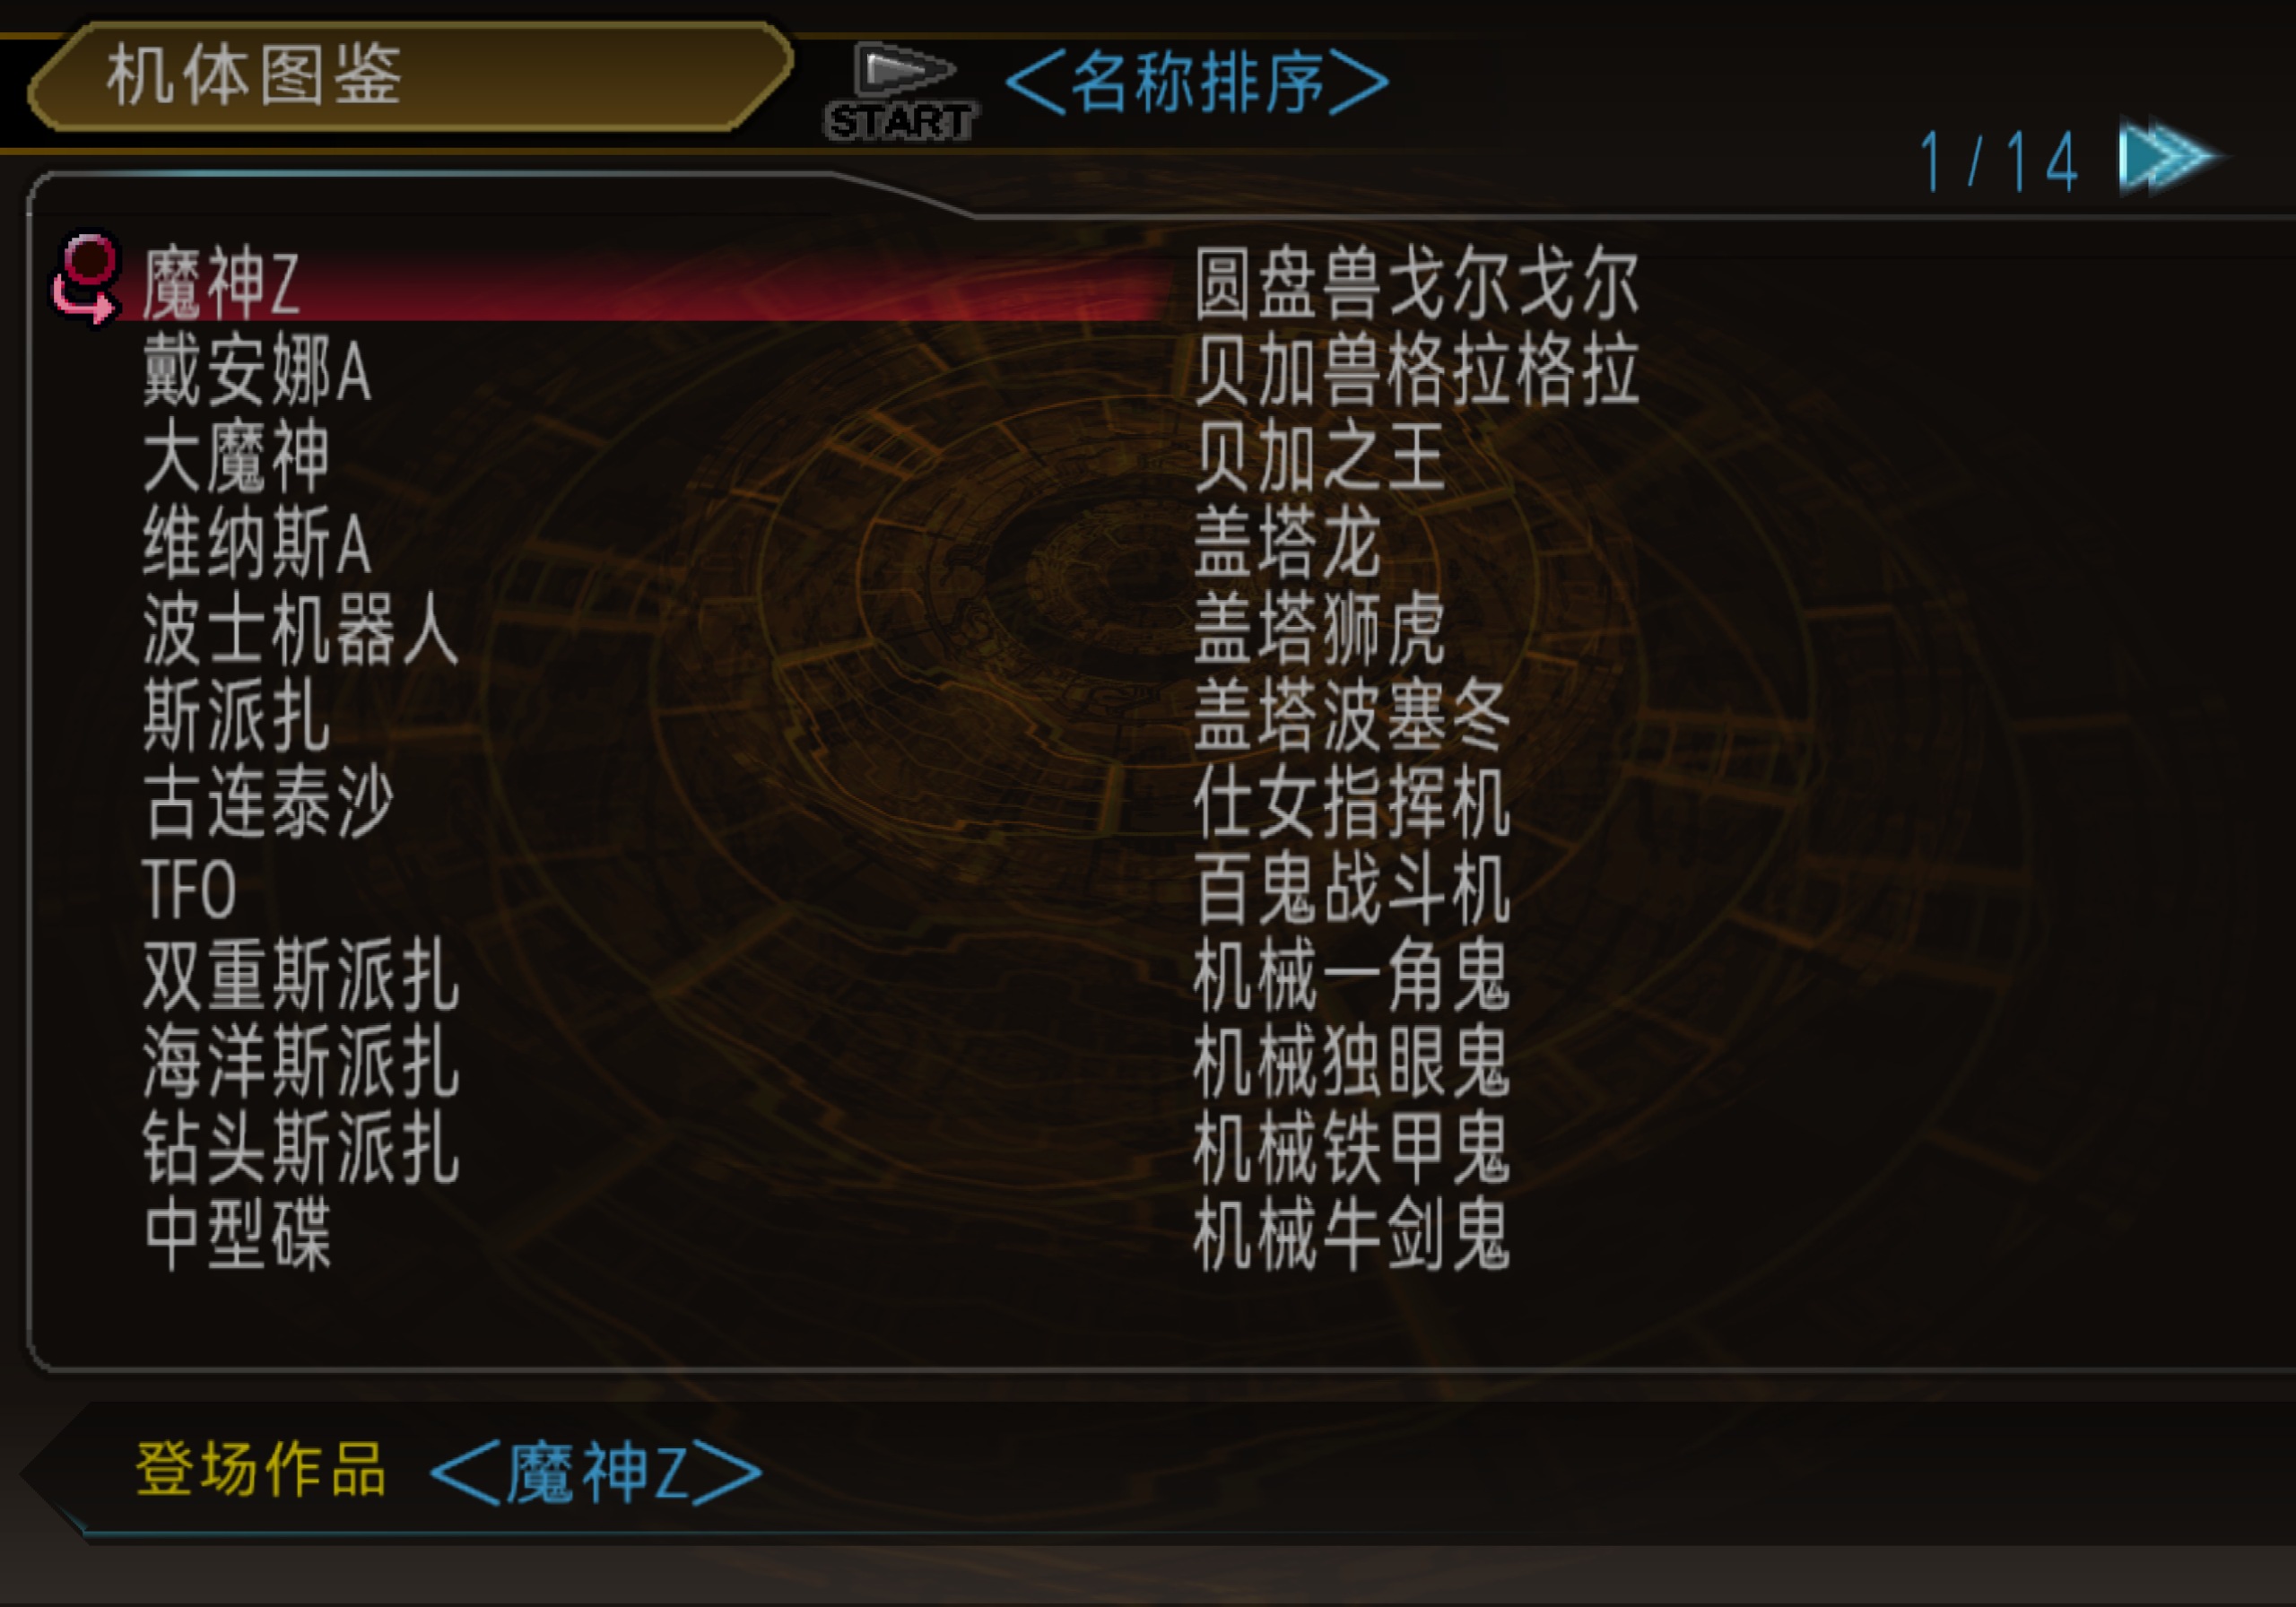 机体图鉴
START
<名称排序>
1/14
魔神Z
戴安娜A
大魔神
维纳斯A
波士机器人
斯派扎
古连泰沙
TFO
双重斯派扎
海洋斯派扎
钻头斯派扎
中型碟
圆盘兽戈尔戈尔
贝加兽格拉格拉
贝加之王
盖塔龙
盖塔狮虎
盖塔波塞冬
仕女指挥机
百鬼战斗机
机械一角鬼
机械独眼鬼
机械铁甲鬼
机械牛剑鬼
登场作品 <魔神Z>